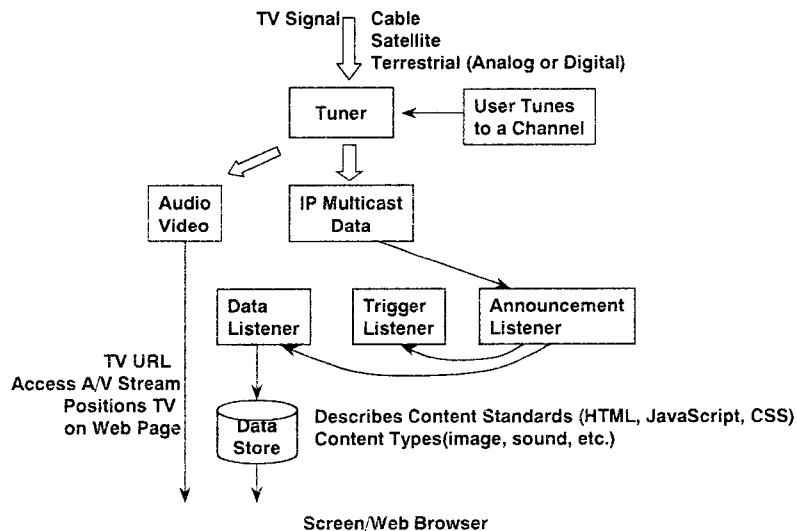 TV Signal
Cable
Satellite
Terrestrial (Analog or Digital)
Tuner
User Tunes
to a Channel
Audio
Video
IP Multicast
Data
Data
Listener
Trigger
Listener
Announcement
Listener
TV URL
Access A/V Stream
Positions TV
on Web Page
Data
Store
Describes Content Standards (HTML, JavaScript, CSS)
Content Types(image, sound, etc.)
Screen/Web Browser